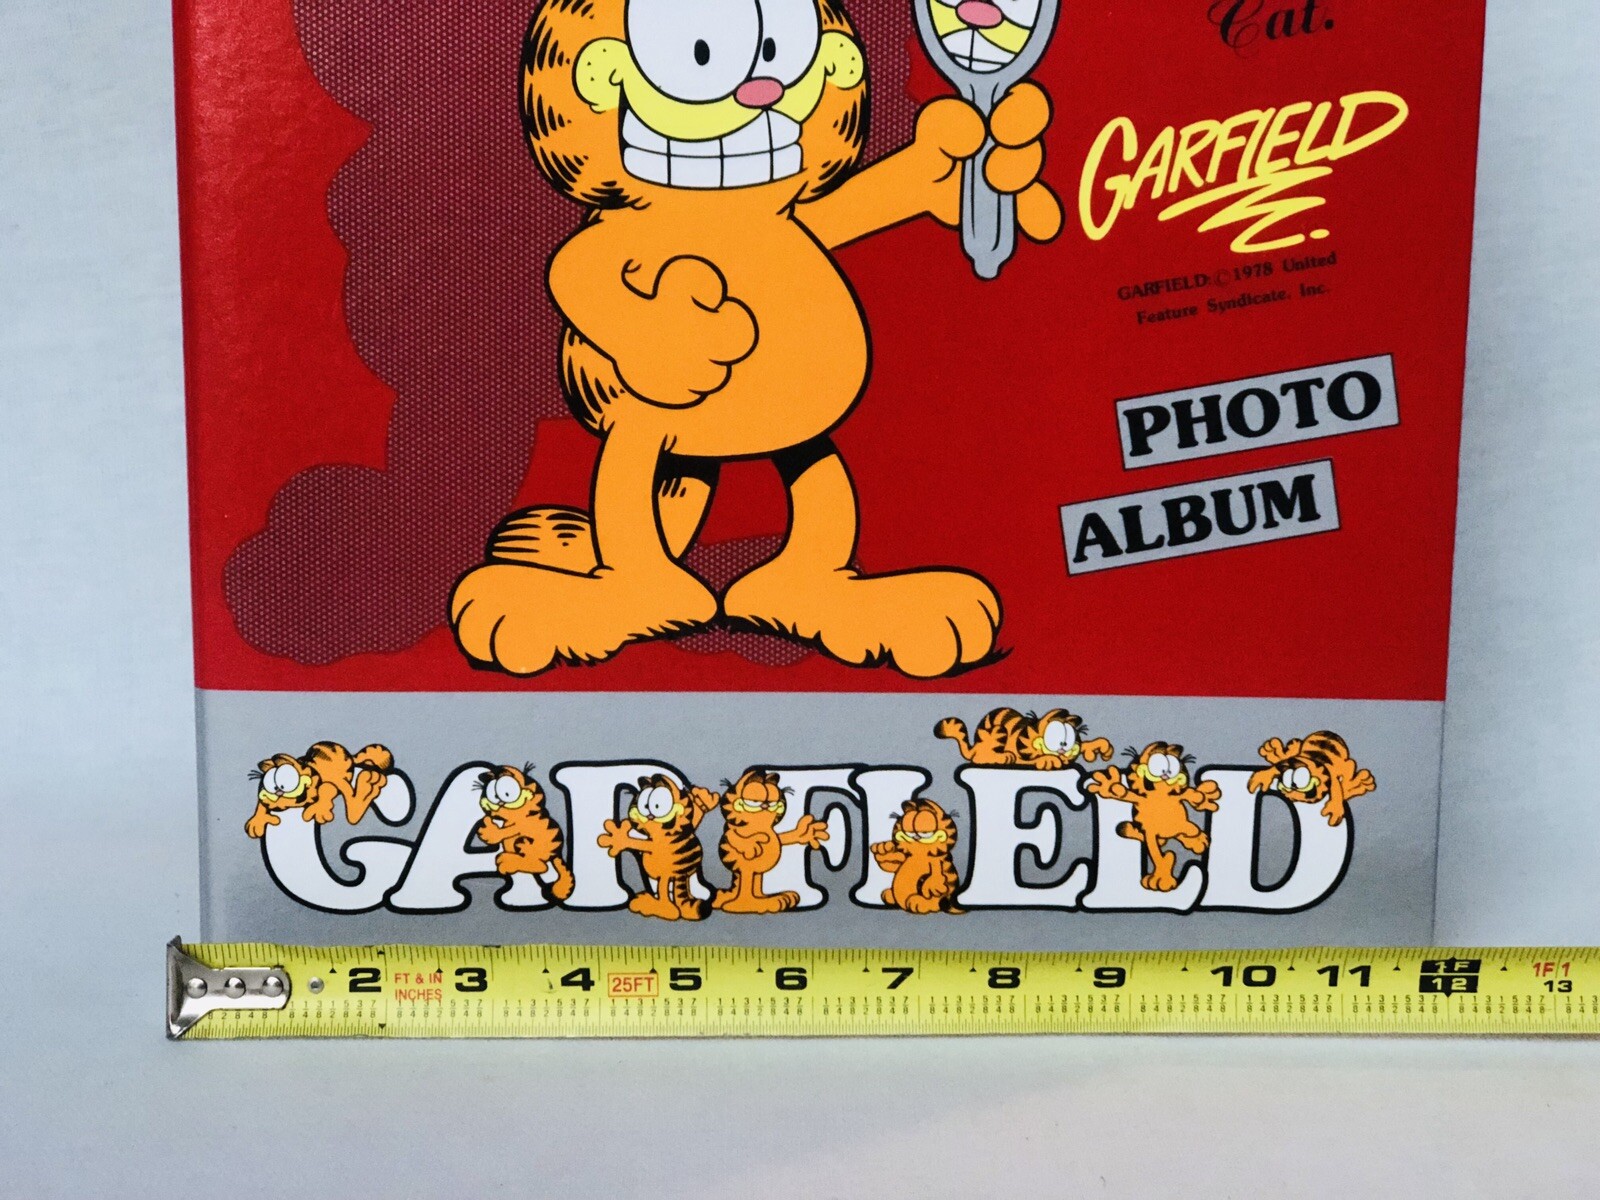 Cat.
GARFIELD
GARFIELD: © 1978 United
Feature Syndicate, Inc.
PHOTO
ALBUM
GARFIELD
2 FT & IN INCHES 3 4 25FT 5 6 7 8 9 10 11 1F 12 1F1 13